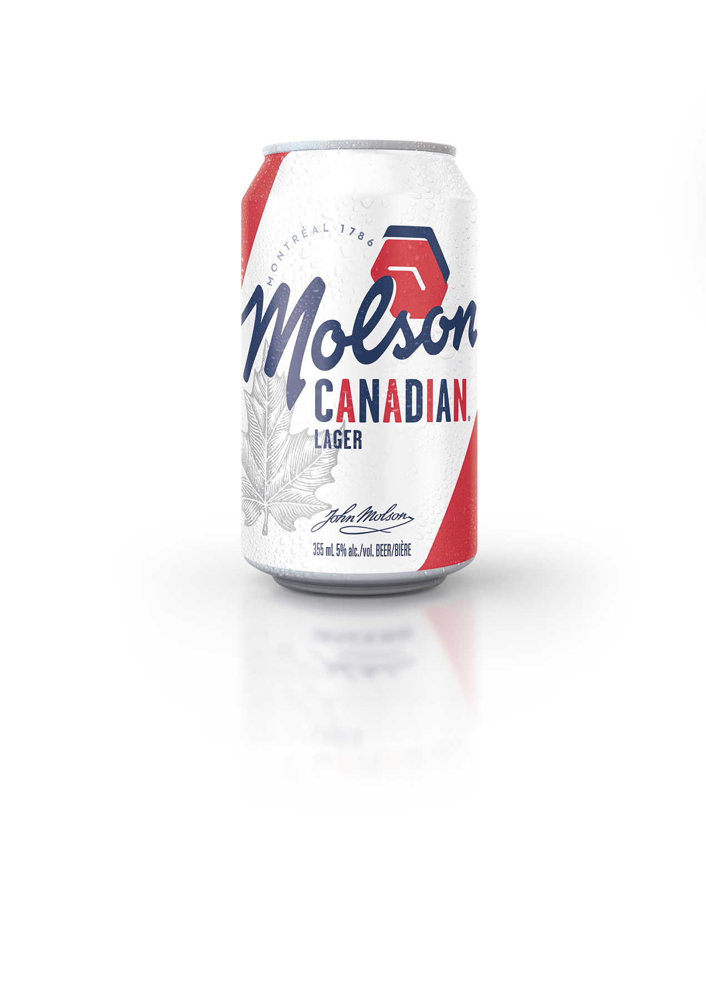 MONTRÉAL 1786
Molson
CANADIAN®
LAGER
John Molson
355 mL 5% alc./vol. BEER/BIÈRE